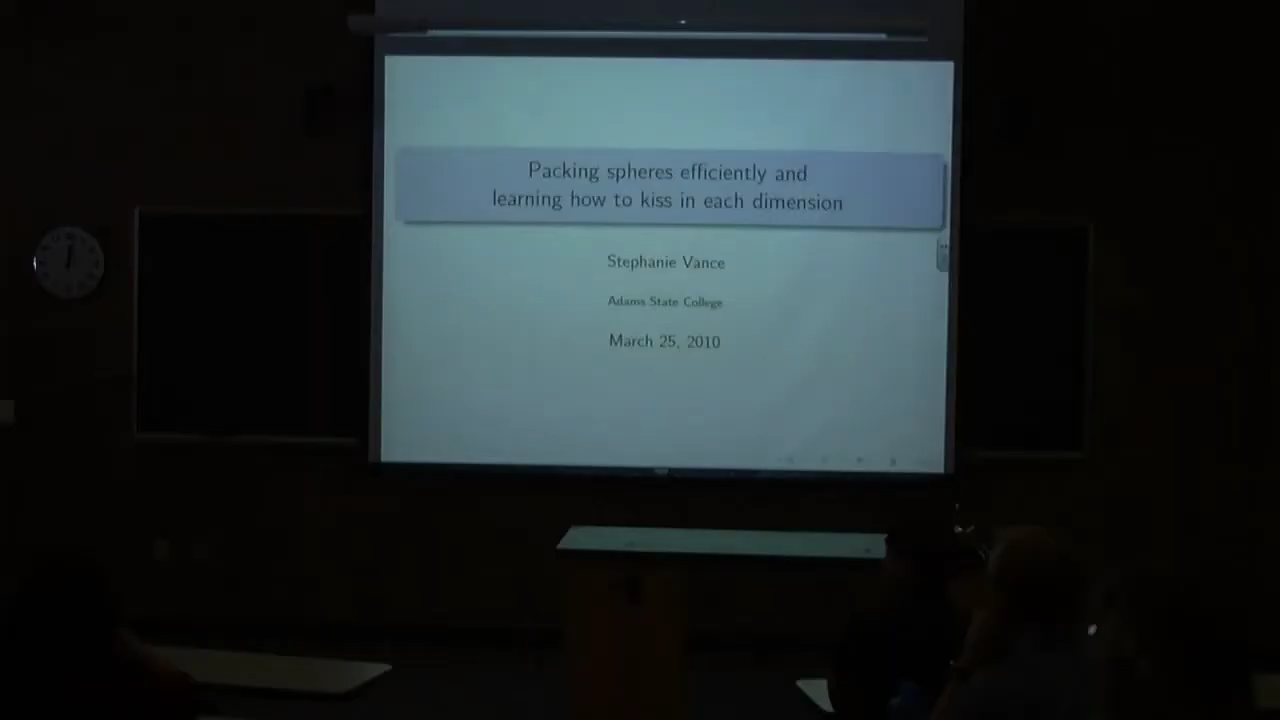 Packing spheres efficiently and
learning how to kiss in each dimension
Stephanie Vance
Adams State College
March 25, 2010